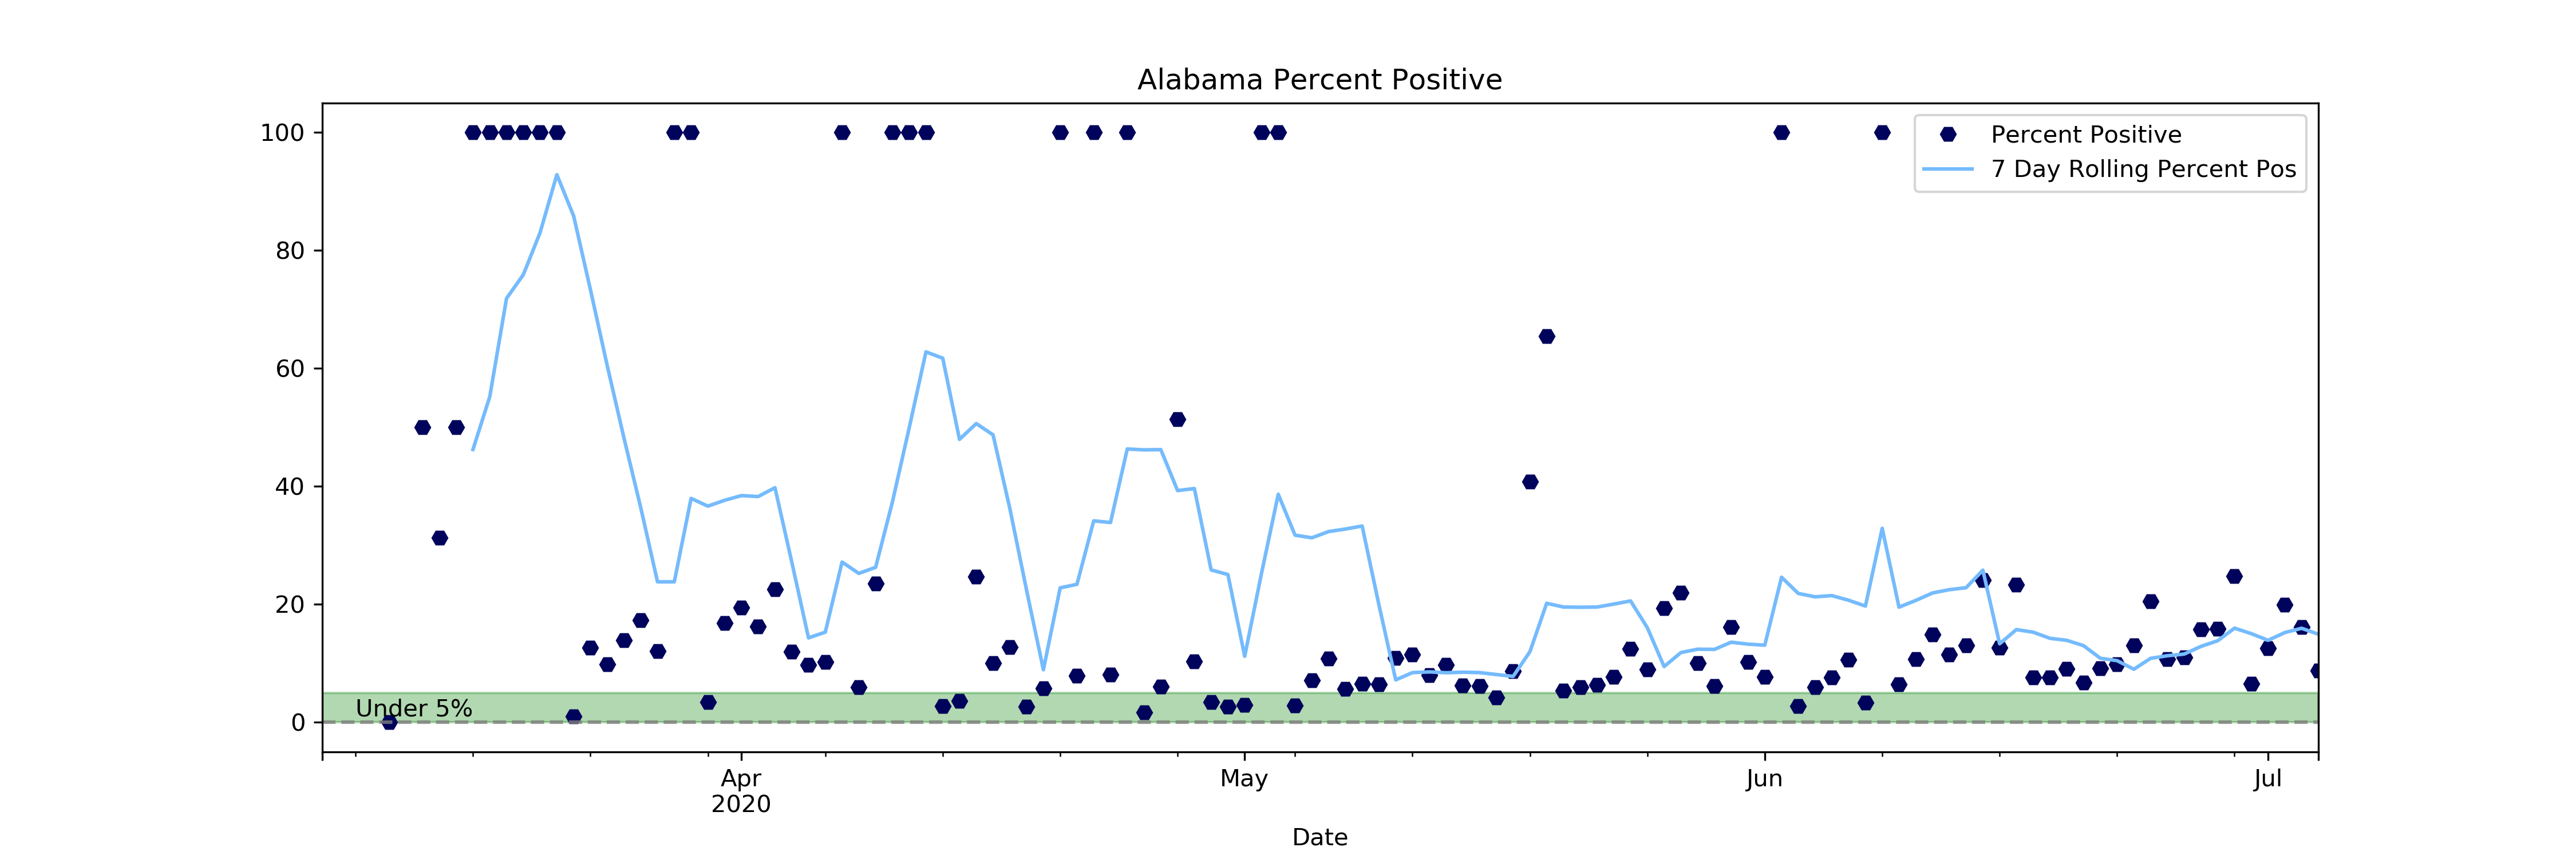 Alabama Percent Positive
100
80
60
40
20
0
Percent Positive
7 Day Rolling Percent Pos
Under 5%
Apr
2020
May
Jun
Jul
Date